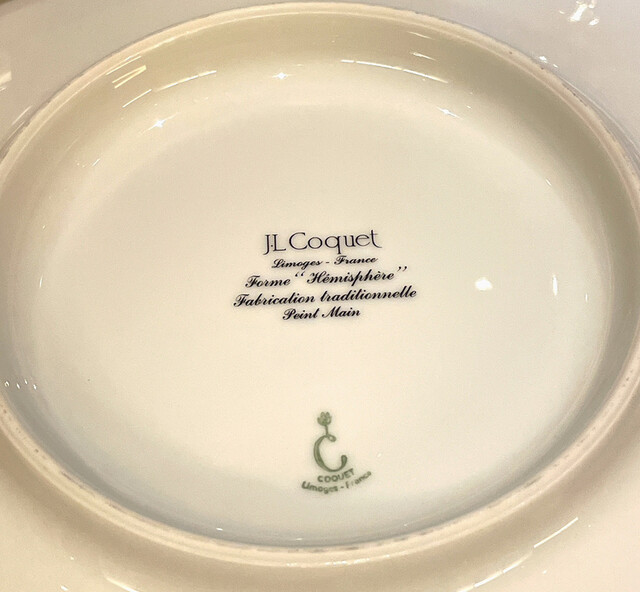 J.L Coquet
Limoges - France
Forme "Hémisphère"
Fabrication traditionnelle
Peint Main
C
COQUET
Limoges - France